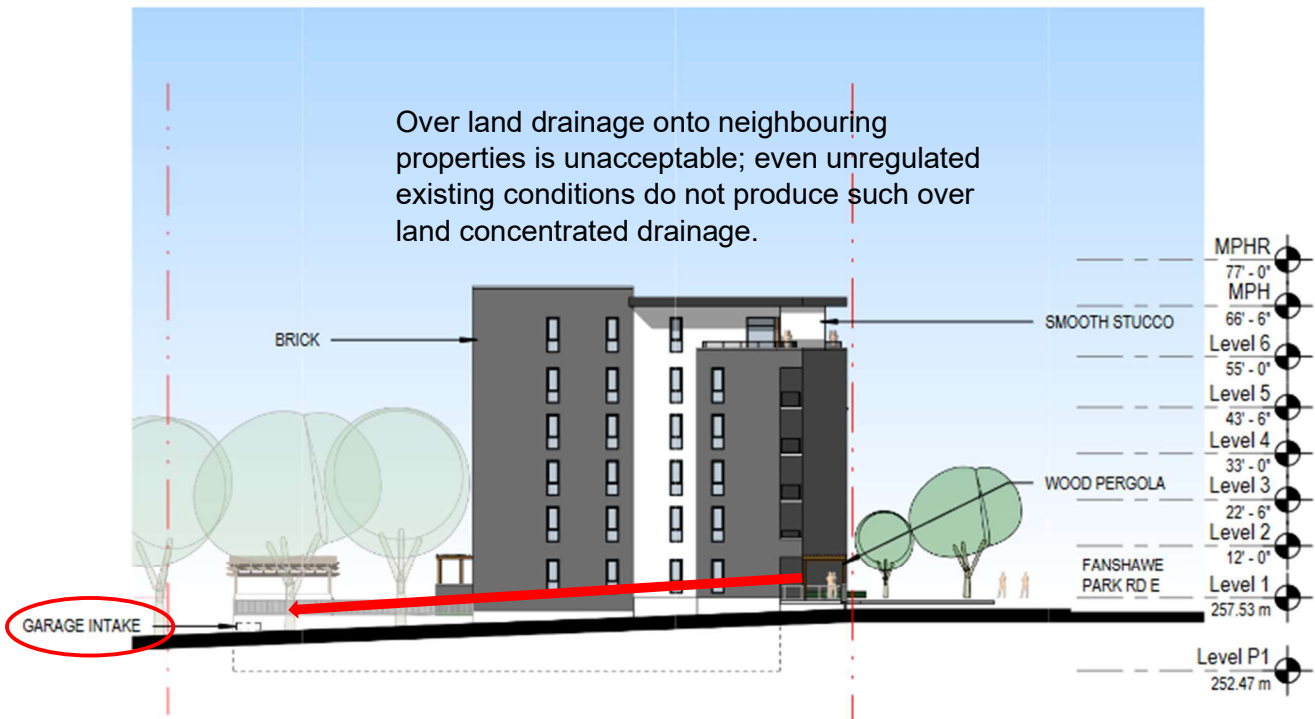 Over land drainage onto neighbouring
properties is unacceptable; even unregulated
existing conditions do not produce such over
land concentrated drainage.
MPHR
77' - 0"
MPH
66' - 6"
BRICK
SMOOTH STUCCO
Level 6
55' - 0"
Level 5
43' - 6"
Level 4
33' - 0"
WOOD PERGOLA
Level 3
22' - 6"
Level 2
12' - 0"
FANSHAWE
PARK RD E
Level 1
257.53 m
GARAGE INTAKE
Level P1
252.47 m